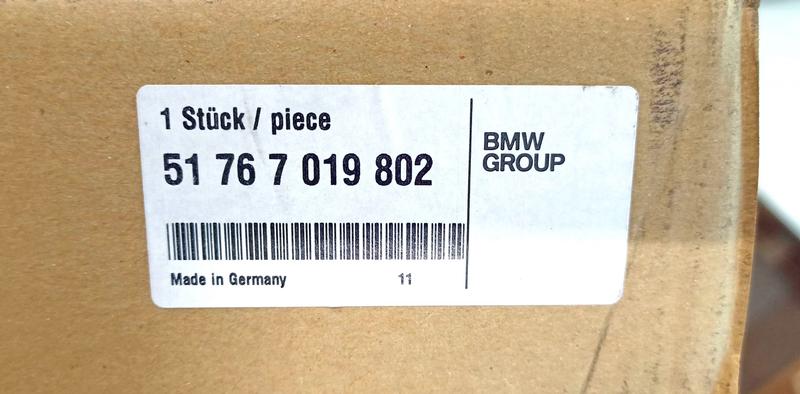 1 Stück / piece
51 76 7 019 802
Made in Germany 11
BMW
GROUP